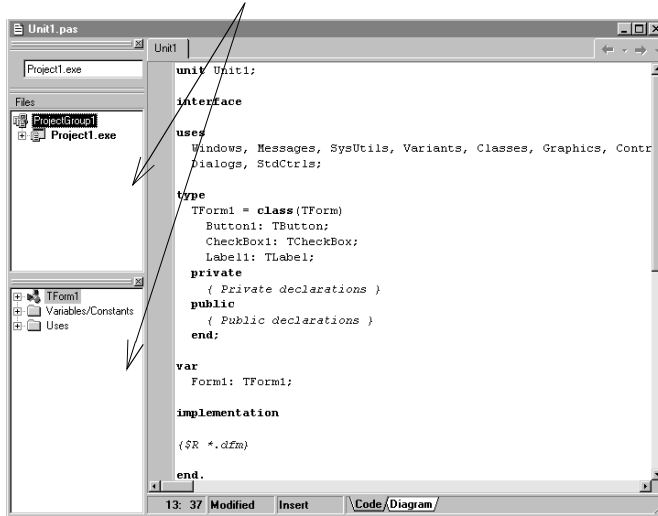 Unit1.pas
Unit1
Project1.exe
Files
ProjectGroup1
Project1.exe
TForm1
Variables/Constants
Uses
unit Unit1;
interface
uses
Windows, Messages, SysUtils, Variants, Classes, Graphics, Contr
Dialogs, StdCtrls;
type
TForm1 = class(TForm)
Button1: TButton;
CheckBox1: TCheckBox;
Label1: TLabel;
private
{ Private declarations }
public
{ Public declarations }
end;
var
Form1: TForm1;
implementation
{$R *.dfm}
end.
13: 37 Modified Insert Code Diagram